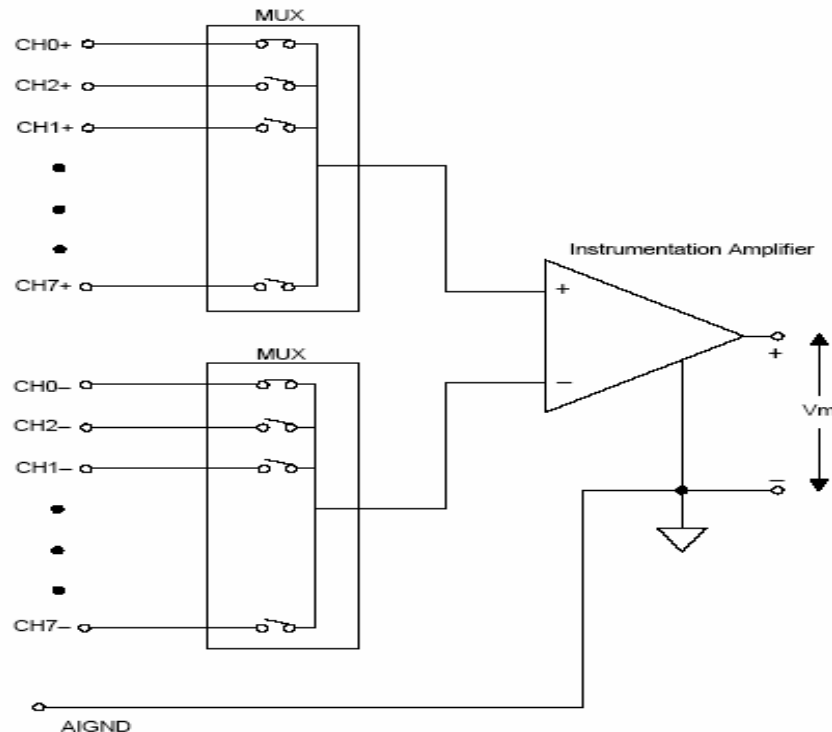 MUX
CH0+
CH2+
CH1+
CH7+
Instrumentation Amplifier
+
−
+
Vm
−
MUX
CH0−
CH2−
CH1−
CH7−
AIGND